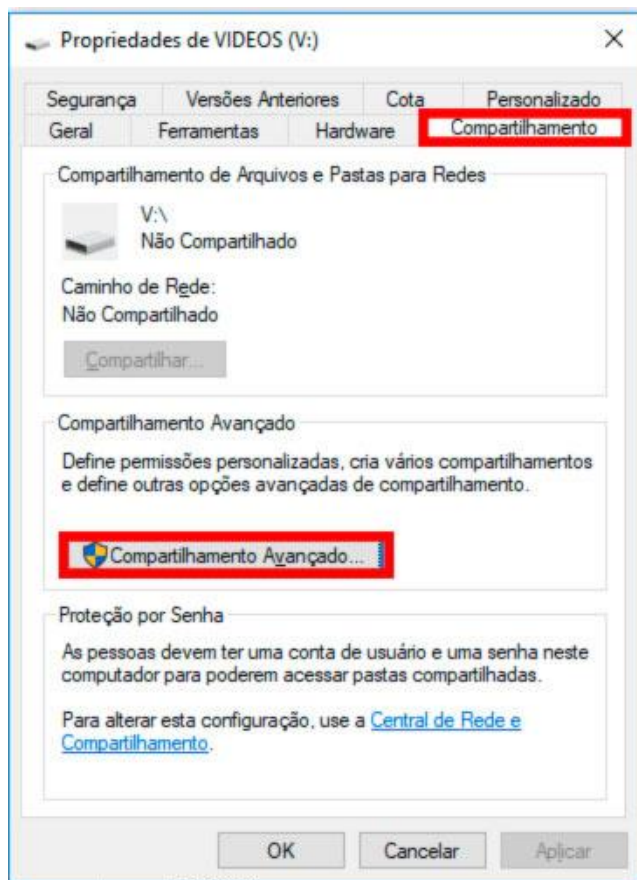 Propriedades de VIDEOS (V:)
Segurança Versões Anteriores Cota Personalizado
Geral Ferramentas Hardware Compartilhamento
Compartilhamento de Arquivos e Pastas para Redes
V:\
Não Compartilhado
Caminho de Rede:
Não Compartilhado
Compartilhar...
Compartilhamento Avançado
Define permissões personalizadas, cria vários compartilhamentos
e define outras opções avançadas de compartilhamento.
Compartilhamento Avançado...
Proteção por Senha
As pessoas devem ter uma conta de usuário e uma senha neste
computador para poderem acessar pastas compartilhadas.
Para alterar esta configuração, use a Central de Rede e
Compartilhamento.
OK Cancelar Aplicar